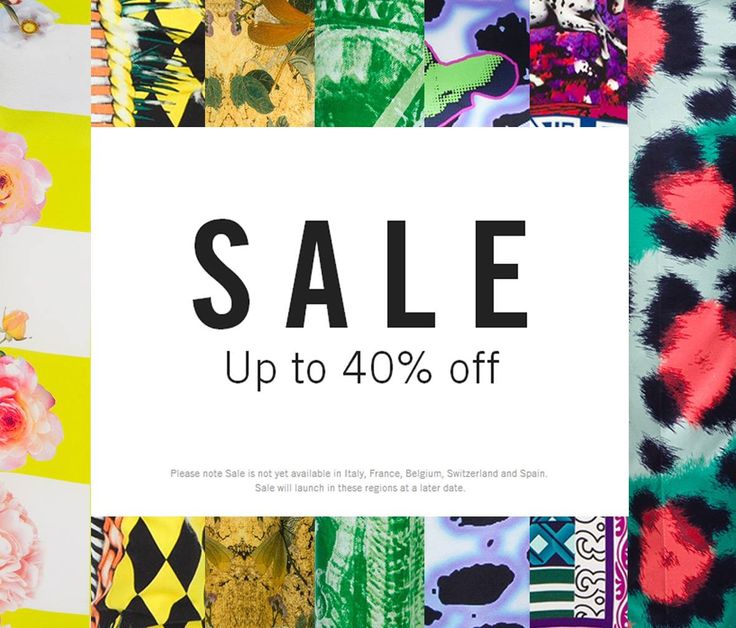 SALE
Up to 40% off
Please note Sale is not yet available in Italy, France, Belgium, Switzerland and Spain.
Sale will launch in these regions at a later date.